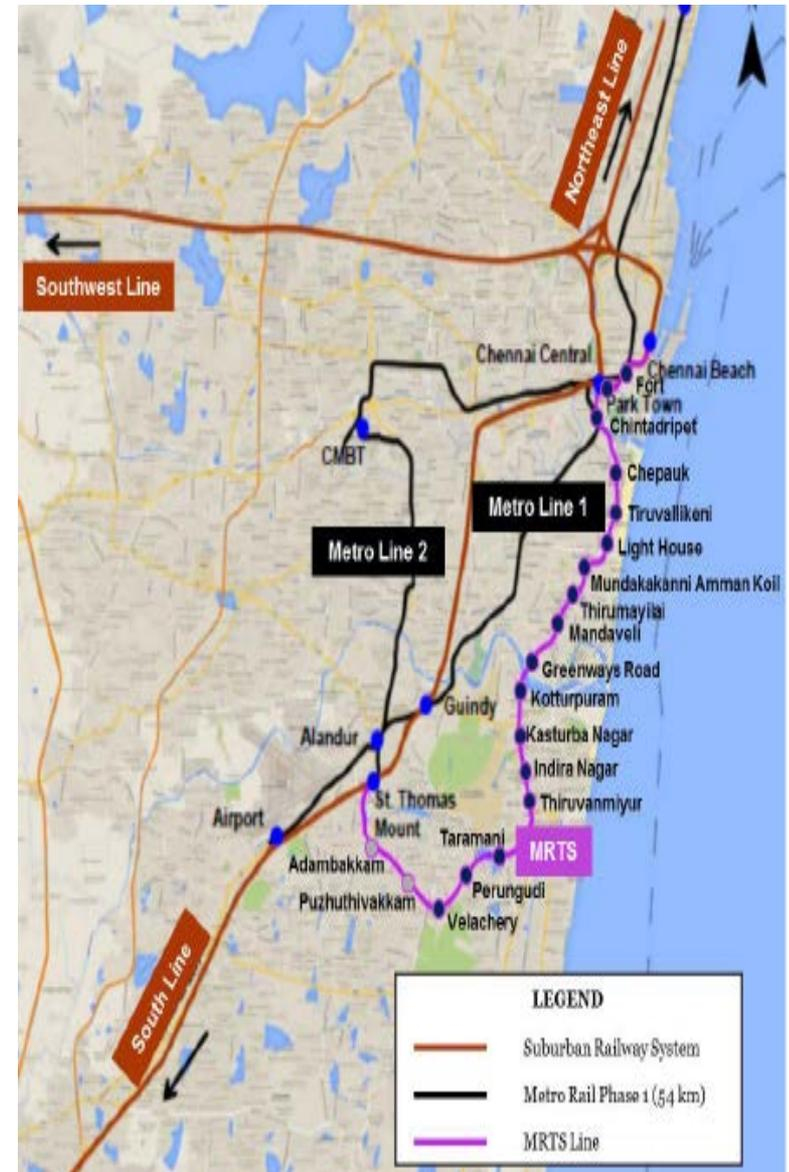 Northeast Line
Southwest Line
Chennai Central
Chennai Beach
Fort
Park Town
Chintadripet
CMBT
Chepauk
Metro Line 1
Tiruvallikeni
Metro Line 2
Light House
Mundakakanni Amman Koil
Thirumayilai
Mandaveli
Greenways Road
Kotturpuram
Guindy
Alandur
Kasturba Nagar
Indira Nagar
St. Thomas
Mount
Thiruvanmiyur
Airport
Taramani
MRTS
Adambakkam
Perungudi
Puzhuthivakkam
Velachery
South Line
LEGEND
Suburban Railway System
Metro Rail Phase 1 (54 km)
MRTS Line